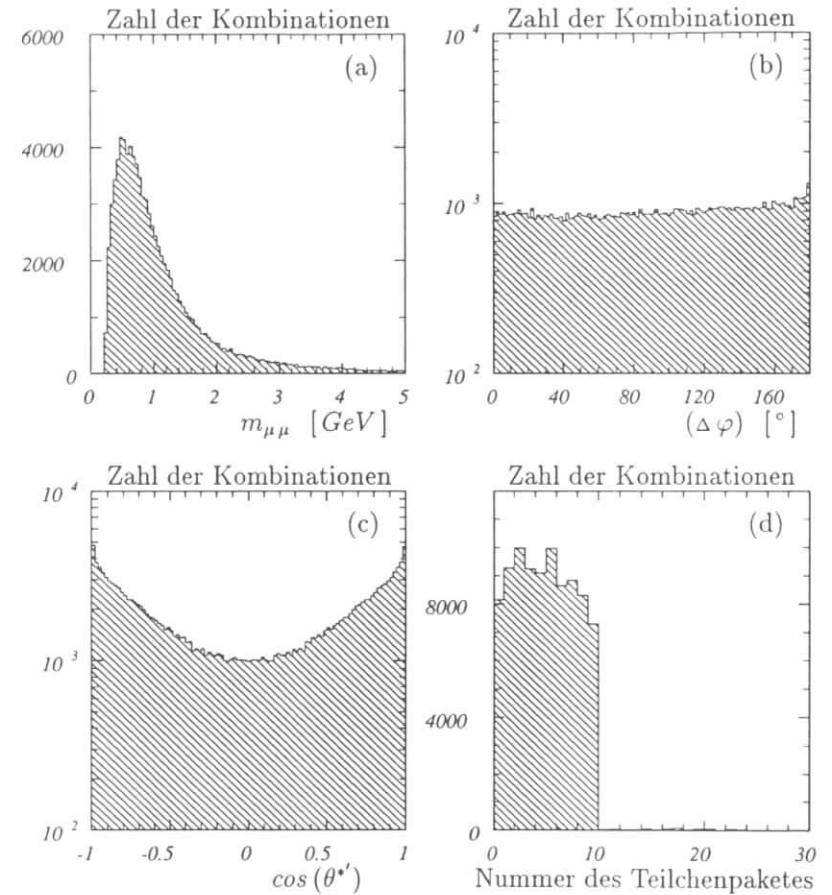 Zahl der Kombinationen
6000
4000
2000
0
(a)
0 1 2 3 4 5
m_{μμ} [GeV]
Zahl der Kombinationen
10^4
10^3
10^2
(b)
0 40 80 120 160
(Δφ) [°]
Zahl der Kombinationen
10^4
10^3
10^2
(c)
-1 -0.5 0 0.5 1
cos(θ*')
Zahl der Kombinationen
8000
4000
0
(d)
0 10 20 30
Nummer des Teilchenpaketes